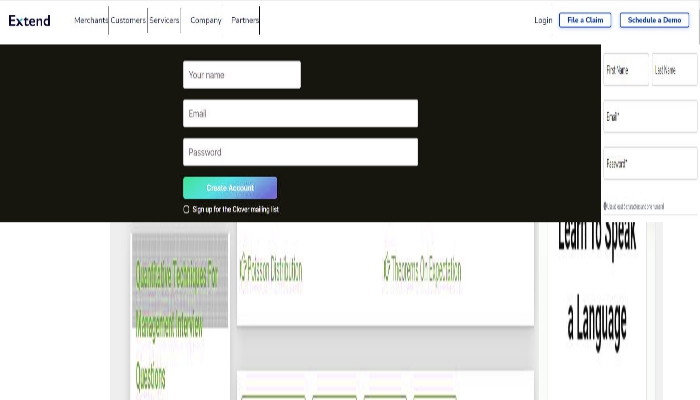 Extend Merchants Customers Servicers Company Partners Login File a Claim Schedule a Demo
Your name
Email
Password
Create Account
Sign up for the Clover mailing list
First Name Last Name
Email*
Password*
Quantitative Techniques For
Management Interview
Questions
Poisson Distribution
Theorems On Expectation
Learn To Speak
a Language